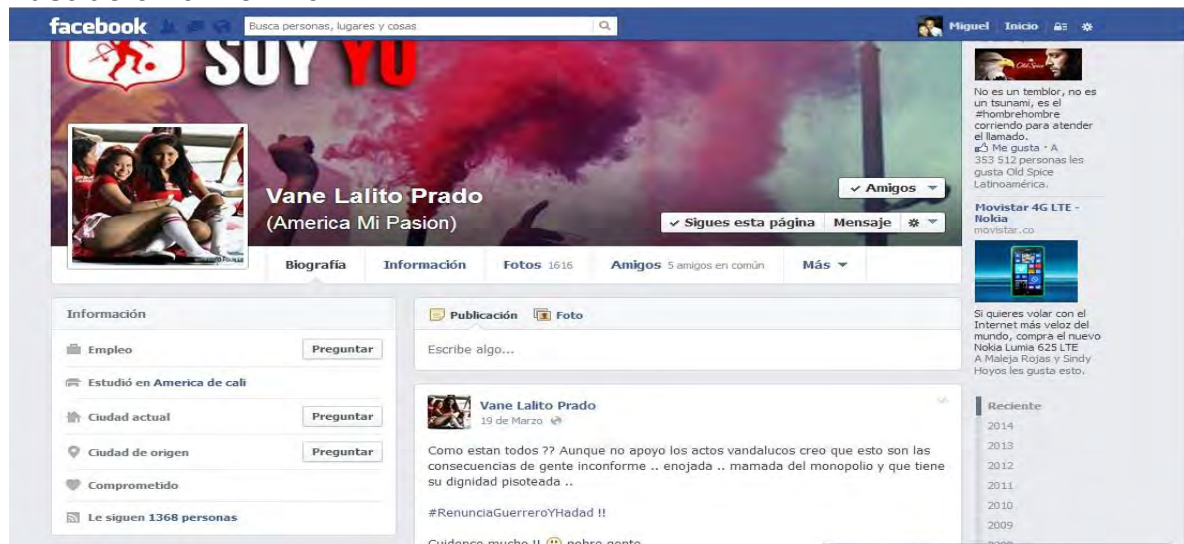 facebook
Busca personas, lugares y cosas
Miguel Inicio
SOY YO
Vane Lalito Prado
(America Mi Pasion)
Amigos
Sigues esta página Mensaje
Biografía Información Fotos 1616 Amigos 5 amigos en común Más
Información
Empleo Preguntar
Estudió en America de cali
Ciudad actual Preguntar
Ciudad de origen Preguntar
Comprometido
Le siguen 1368 personas
Publicación Foto
Escribe algo...
Vane Lalito Prado
19 de Marzo
Como estan todos ?? Aunque no apoyo los actos vandalucos creo que esto son las
consecuencias de gente inconforme .. enojada .. mamada del monopolio y que tiene
su dignidad pisoteada ..
#RenunciaGuerreroYHadad !!
Cuidense mucho !! pobre gente
Old Spice
No es un temblor, no es
un tsunami, es el
#hombrehombre
corriendo para atender
el llamado.
Me gusta · A
353 512 personas les
gusta Old Spice
Latinoamérica.
Movistar 4G LTE -
Nokia
movistar.co
Si quieres volar con el
Internet más veloz del
mundo, compra el nuevo
Nokia Lumia 625 LTE
A Maleja Rojas y Sindy
Hoyos les gusta esto.
Reciente
2014
2013
2012
2011
2010
2009